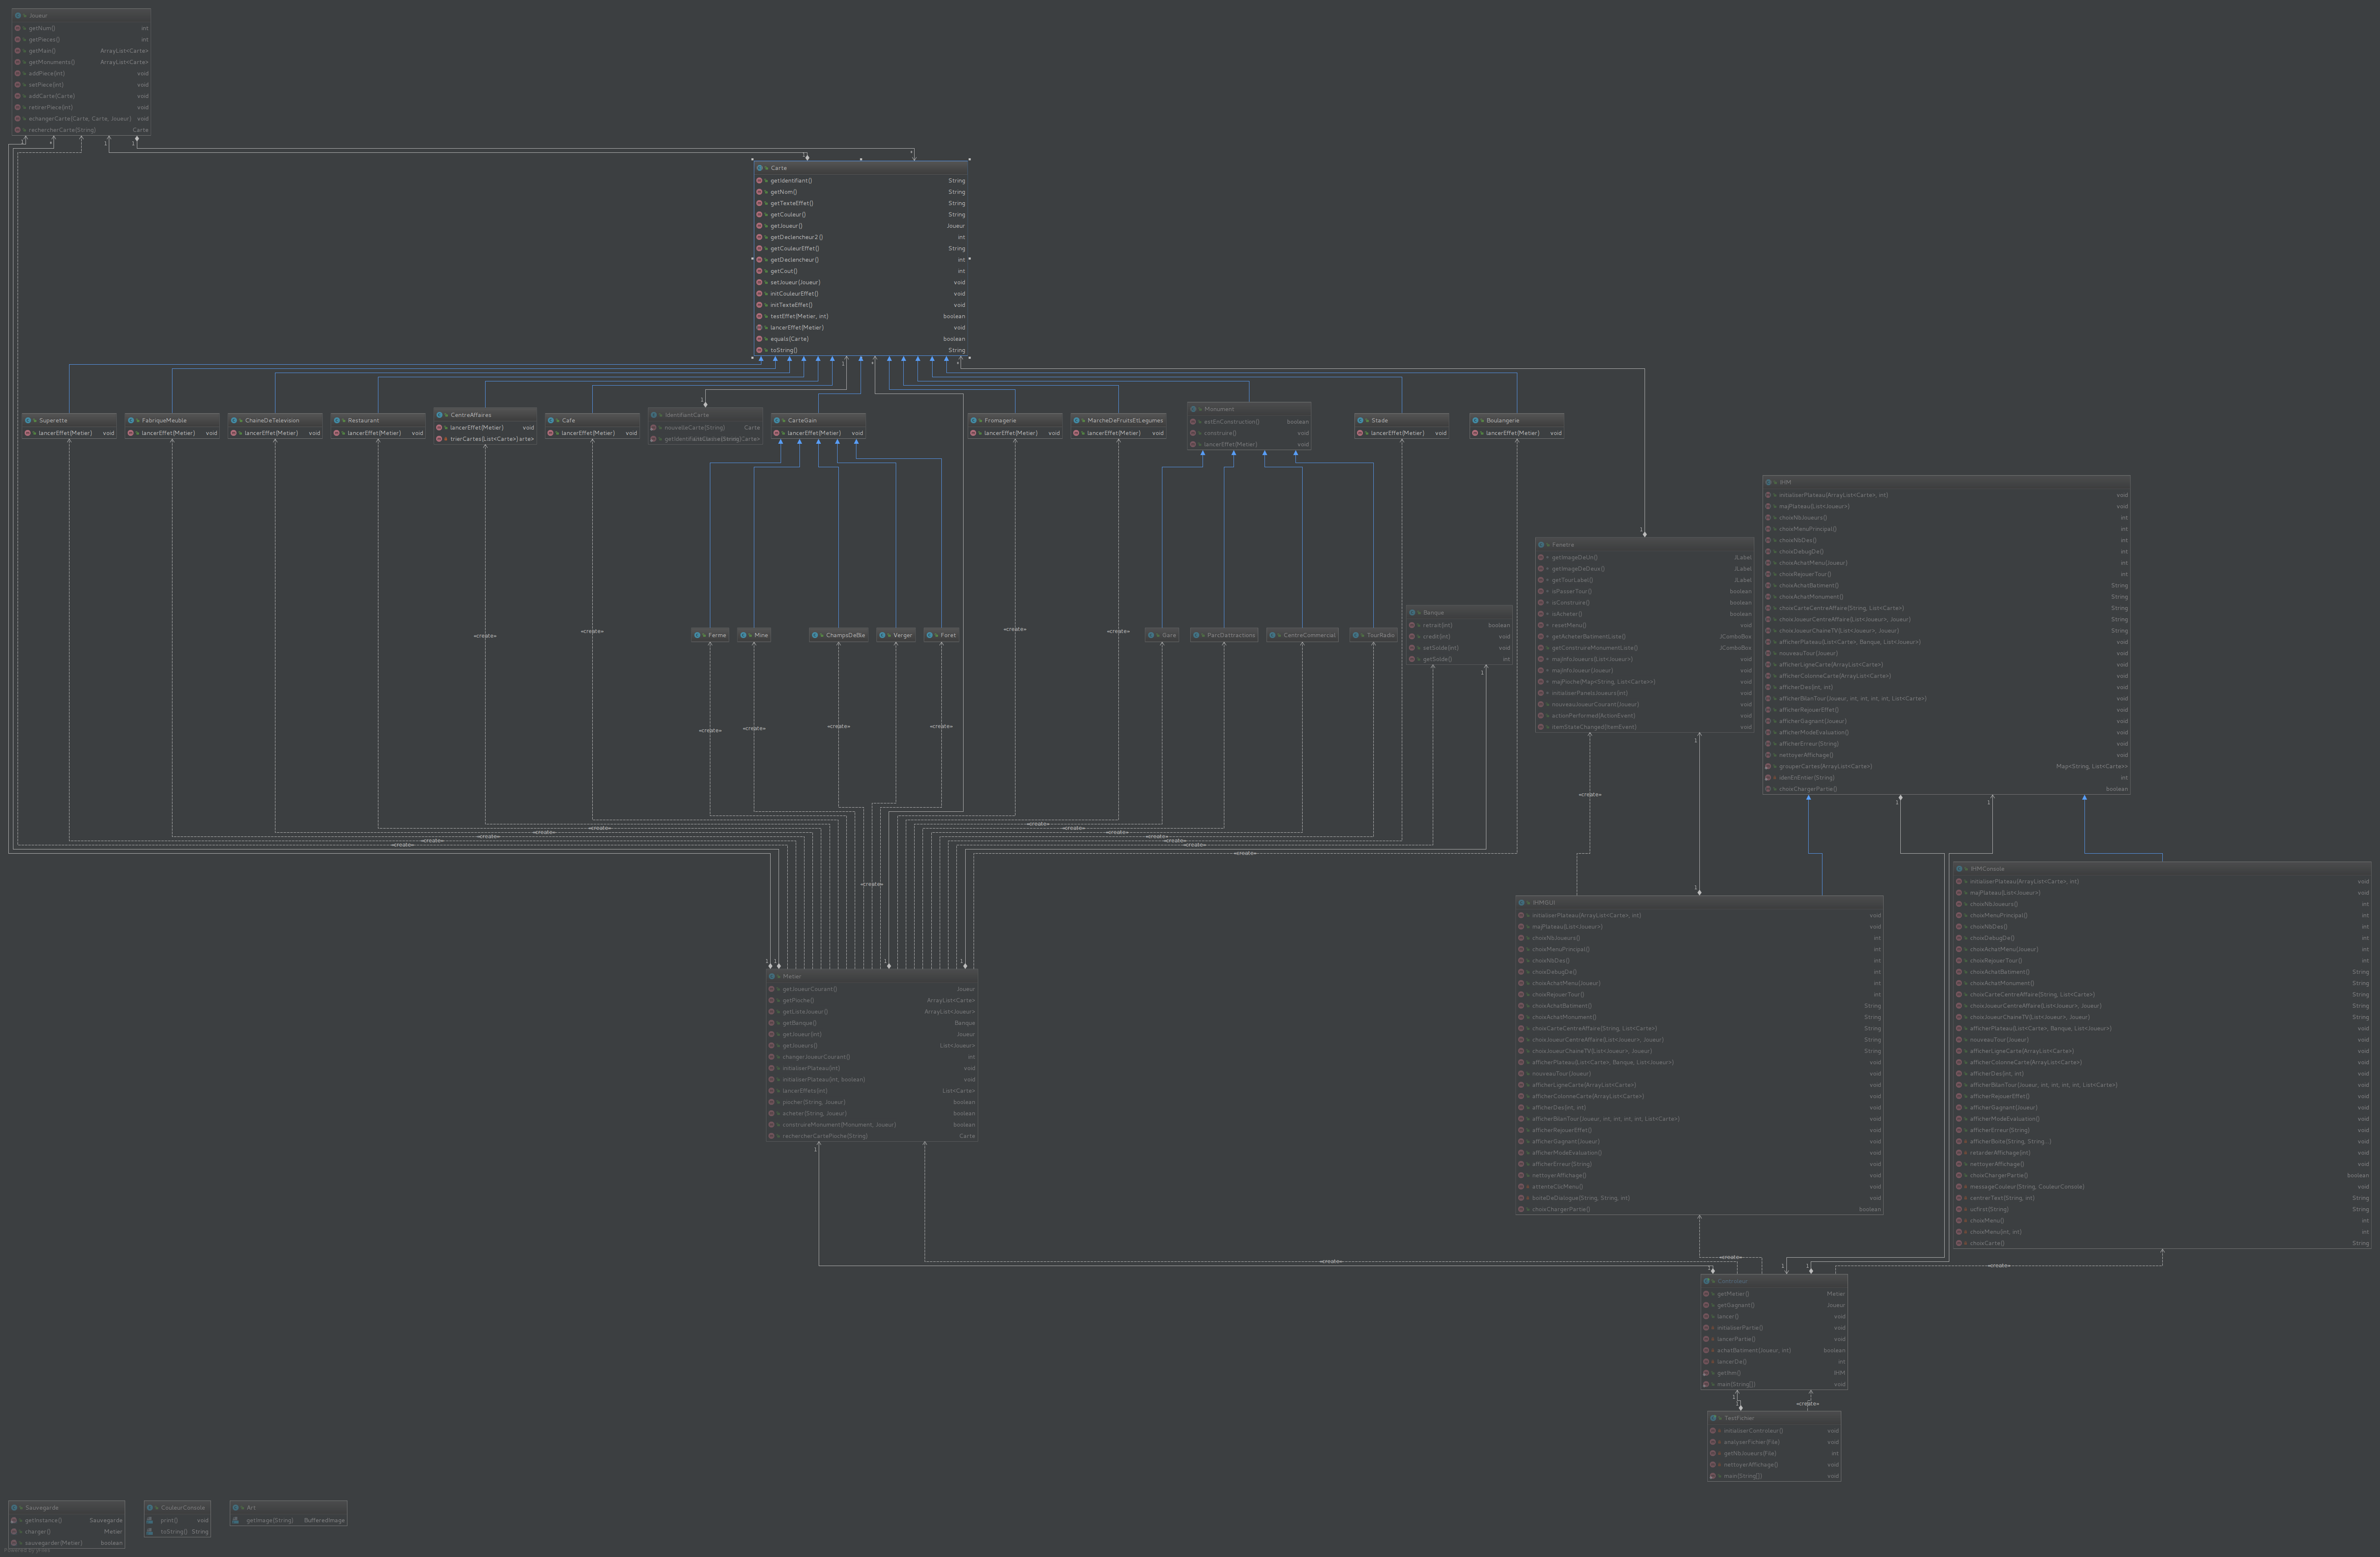 Joueur
getNum() int
getPieces() int
getMain() ArrayList<Carte>
getMonuments() ArrayList<Carte>
addPiece(int) void
setPiece(int) void
addCarte(Carte) void
retirerPiece(int) void
echangerCarte(Carte, Carte, Joueur) void
rechercherCarte(String) Carte
Carte
getIdentifiant() String
getNom() String
getTexteEffet() String
getCouleur() String
getJoueur() Joueur
getDeclencheur2() int
getCouleurEffet() String
getDeclencheur() int
getCout() int
setJoueur(Joueur) void
initCouleurEffet() void
initTexteEffet() void
testEffet(Metier, int) boolean
lancerEffet(Metier) void
equals(Carte) boolean
toString() String
Superette
lancerEffet(Metier) void
FabriqueMeuble
lancerEffet(Metier) void
ChaineDeTelevision
lancerEffet(Metier) void
Restaurant
lancerEffet(Metier) void
CentreAffaires
lancerEffet(Metier) void
trierCartes(List<Carte>)
Cafe
lancerEffet(Metier) void
IdentifiantCarte
nouvelleCarte(String) Carte
CarteGain
lancerEffet(Metier) void
Fromagerie
lancerEffet(Metier) void
MarcheDeFruitsEtLegumes
lancerEffet(Metier) void
Monument
estEnConstruction() boolean
construire() void
lancerEffet(Metier) void
Stade
lancerEffet(Metier) void
Boulangerie
lancerEffet(Metier) void
Ferme
Mine
ChampsDeBle
Verger
Foret
Gare
ParcDattractions
CentreCommercial
TourRadio
Banque
retrait(int) boolean
credit(int) void
setSolde(int) void
getSolde() int
Fenetre
getImageDeUn() JLabel
getImageDeDeux() JLabel
getTourLabel() JLabel
isPasserTour() boolean
isConstruire() boolean
isAcheter() boolean
resetMenu() void
getAcheterBatimentListe() JComboBox
getConstruireMonumentListe() JComboBox
majInfoJoueurs(List<Joueur>) void
majInfoJoueur(Joueur) void
majPioche(Map<String, List<Carte>>) void
initialiserPanelsJoueurs(int) void
nouveauJoueurCourant(Joueur) void
actionPerformed(ActionEvent) void
itemStateChanged(ItemEvent) void
IHM
initialiserPlateau(ArrayList<Carte>, int) void
majPlateau(List<Joueur>) void
choixNbJoueurs() int
choixMenuPrincipal() int
choixNbDes() int
choixDebugDe() int
choixAchatMenu(Joueur) int
choixRejouerTour() int
choixAchatBatiment() String
choixAchatMonument() String
choixCarteCentreAffaire(String, List<Carte>) String
choixJoueurCentreAffaire(List<Joueur>, Joueur) String
choixJoueurChaineTV(List<Joueur>, Joueur) String
afficherPlateau(List<Carte>, Banque, List<Joueur>) void
nouveauTour(Joueur) void
afficherLigneCarte(ArrayList<Carte>) void
afficherColonneCarte(ArrayList<Carte>) void
afficherDes(int, int) void
afficherBilanTour(Joueur, int, int, int, int, List<Carte>) void
afficherRejouerEffet() void
afficherGagnant(Joueur) void
afficherModeEvaluation() void
afficherErreur(String) void
nettoyerAffichage() void
grouperCartes(ArrayList<Carte>) Map<String, List<Carte>>
idenEnEntier(String) int
choixChargerPartie() boolean
IHMGUI
initialiserPlateau(ArrayList<Carte>, int) void
majPlateau(List<Joueur>) void
choixNbJoueurs() int
choixMenuPrincipal() int
choixNbDes() int
choixDebugDe() int
choixAchatMenu(Joueur) int
choixRejouerTour() int
choixAchatBatiment() String
choixAchatMonument() String
choixCarteCentreAffaire(String, List<Carte>) String
choixJoueurCentreAffaire(List<Joueur>, Joueur) String
choixJoueurChaineTV(List<Joueur>, Joueur) String
afficherPlateau(List<Carte>, Banque, List<Joueur>) void
nouveauTour(Joueur) void
afficherLigneCarte(ArrayList<Carte>) void
afficherColonneCarte(ArrayList<Carte>) void
afficherDes(int, int) void
afficherBilanTour(Joueur, int, int, int, int, List<Carte>) void
afficherRejouerEffet() void
afficherGagnant(Joueur) void
afficherModeEvaluation() void
afficherErreur(String) void
nettoyerAffichage() void
attenteClicMenu() void
boiteDeDialogue(String, String, int) void
choixChargerPartie() boolean
IHMConsole
initialiserPlateau(ArrayList<Carte>, int) void
majPlateau(List<Joueur>) void
choixNbJoueurs() int
choixMenuPrincipal() int
choixNbDes() int
choixDebugDe() int
choixAchatMenu(Joueur) int
choixRejouerTour() int
choixAchatBatiment() String
choixAchatMonument() String
choixCarteCentreAffaire(String, List<Carte>) String
choixJoueurCentreAffaire(List<Joueur>, Joueur) String
choixJoueurChaineTV(List<Joueur>, Joueur) String
afficherPlateau(List<Carte>, Banque, List<Joueur>) void
nouveauTour(Joueur) void
afficherLigneCarte(ArrayList<Carte>) void
afficherColonneCarte(ArrayList<Carte>) void
afficherDes(int, int) void
afficherBilanTour(Joueur, int, int, int, int, List<Carte>) void
afficherRejouerEffet() void
afficherGagnant(Joueur) void
afficherModeEvaluation() void
afficherErreur(String) void
afficherBoite(String, String...) void
retarderAffichage(int) void
nettoyerAffichage() void
choixChargerPartie() boolean
messageCouleur(String, CouleurConsole) void
centrerText(String, int) String
ucfirst(String) String
choixMenu() int
choixMenu(int, int) int
choixCarte() String
Metier
getJoueurCourant() Joueur
getPioche() ArrayList<Carte>
getListeJoueur() ArrayList<Joueur>
getBanque() Banque
getJoueur(int) Joueur
getJoueurs() List<Joueur>
changerJoueurCourant() int
initialiserPlateau(int) void
initialiserPlateau(int, boolean) void
lancerEffets(int) List<Carte>
piocher(String, Joueur) boolean
acheter(String, Joueur) boolean
construireMonument(Monument, Joueur) boolean
rechercherCartePioche(String) Carte
Controleur
getMetier() Metier
getGagnant() Joueur
lancer() void
initialiserPartie() void
lancerPartie() void
achatBatiment(Joueur, int) boolean
lancerDe() int
getIhm() IHM
main(String[]) void
TestFichier
initialiserControleur() void
analyserFichier(File) void
getNbJoueurs(File) int
nettoyerAffichage() void
main(String[]) void
Sauvegarde
getInstance() Sauvegarde
charger() Metier
sauvegarder(Metier) boolean
CouleurConsole
print() void
toString() String
Art
getImage(String) BufferedImage